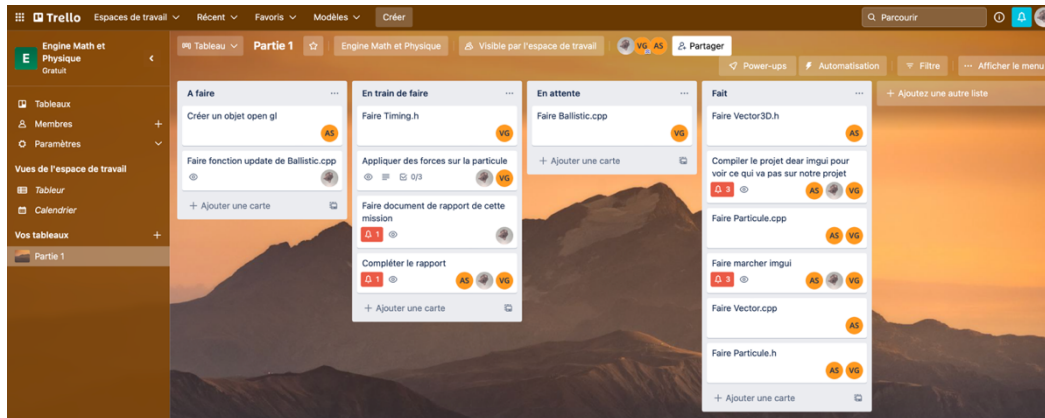 Trello Espaces de travail Récent Favoris Modèles Créer Parcourir
E Engine Math et Physique
Gratuit
Tableaux
Membres
Paramètres
Vues de l'espace de travail
Tableur
Calendrier
Vos tableaux
Partie 1
Tableau Partie 1 Engine Math et Physique Visible par l'espace de travail VG AS Partager
Power-ups Automatisation Filtre ... Afficher le menu
A faire ...
Créer un objet open gl
AS
Faire fonction update de Ballistic.cpp
+ Ajouter une carte
En train de faire ...
Faire Timing.h
VG
Appliquer des forces sur la particule
0/3 VG
Faire document de rapport de cette
mission
1
Compléter le rapport
1 AS VG
+ Ajouter une carte
En attente ...
Faire Ballistic.cpp
VG
+ Ajouter une carte
Fait ...
Faire Vector3D.h
AS
Compiler le projet dear imgui pour
voir ce qui va pas sur notre projet
3 AS VG
Faire Particule.cpp
AS VG
Faire marcher imgui
3 AS VG
Faire Vector.cpp
AS
Faire Particule.h
AS VG
+ Ajouter une carte
+ Ajoutez une autre liste